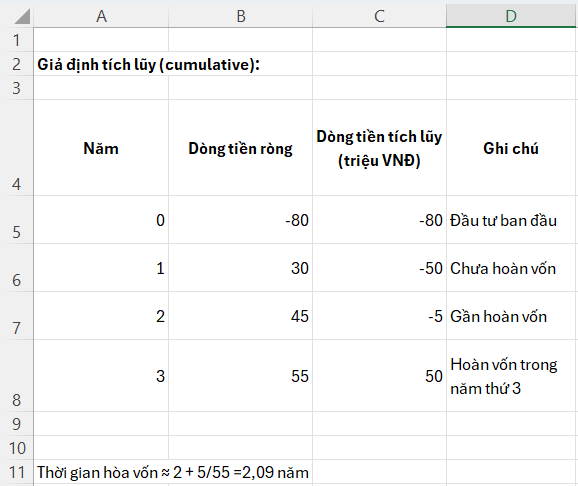 A B C D
1
2 Giả định tích lũy (cumulative):
3
4 Năm Dòng tiền ròng Dòng tiền tích lũy (triệu VNĐ) Ghi chú
5 0 -80 -80 Đầu tư ban đầu
6 1 30 -50 Chưa hoàn vốn
7 2 45 -5 Gần hoàn vốn
8 3 55 50 Hoàn vốn trong năm thứ 3
9
10
11 Thời gian hòa vốn ≈ 2 + 5/55 =2,09 năm